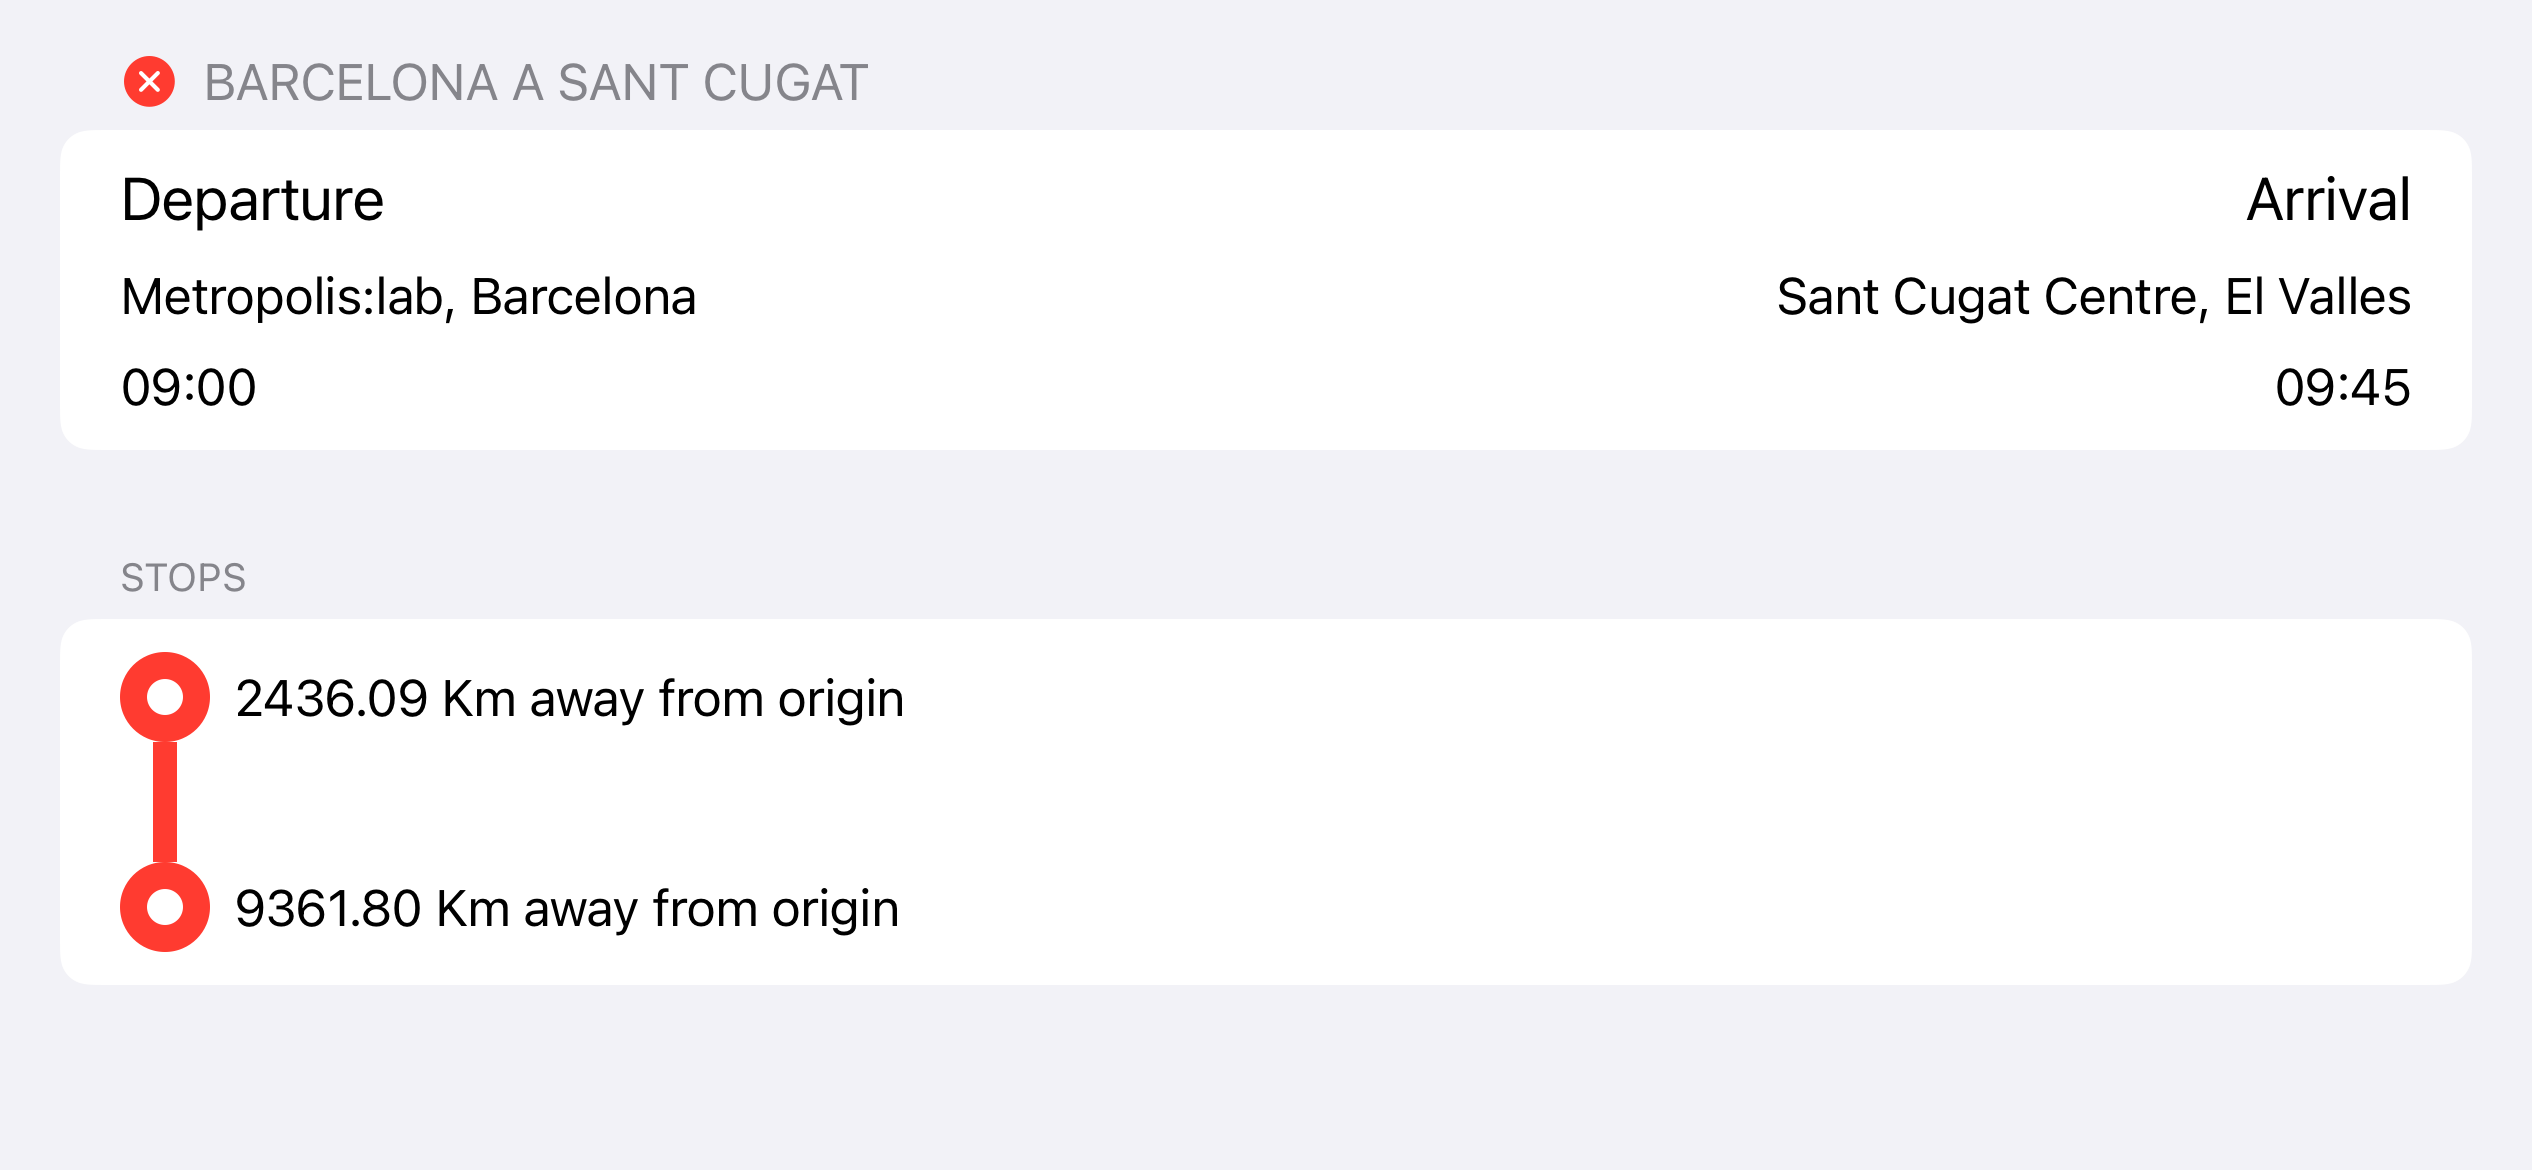 BARCELONA A SANT CUGAT
Departure Arrival
Metropolis:lab, Barcelona Sant Cugat Centre, El Valles
09:00 09:45
STOPS
2436.09 Km away from origin
9361.80 Km away from origin